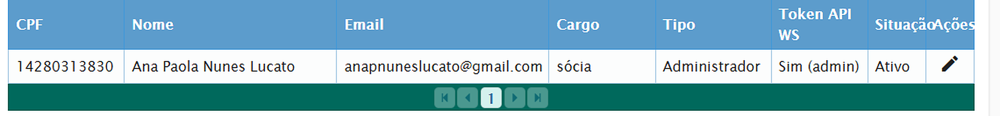 CPF Nome Email Cargo Tipo Token API WS Situação Ações
14280313830 Ana Paola Nunes Lucato anapnuneslucato@gmail.com sócia Administrador Sim (admin) Ativo
1